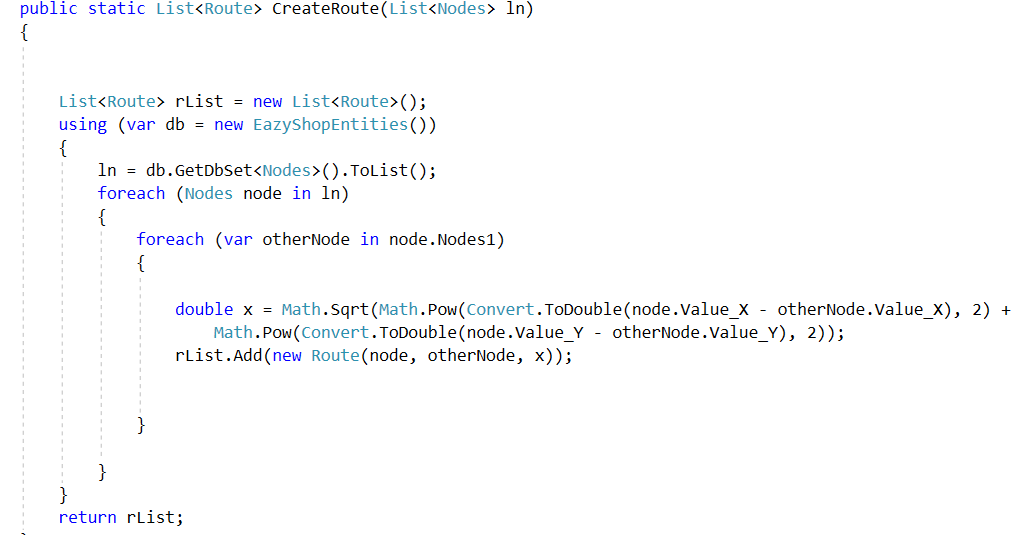 public static List<Route> CreateRoute(List<Nodes> ln)
{
List<Route> rList = new List<Route>();
using (var db = new EazyShopEntities())
{
ln = db.GetDbSet<Nodes>().ToList();
foreach (Nodes node in ln)
{
foreach (var otherNode in node.Nodes1)
{
double x = Math.Sqrt(Math.Pow(Convert.ToDouble(node.Value_X - otherNode.Value_X), 2) +
Math.Pow(Convert.ToDouble(node.Value_Y - otherNode.Value_Y), 2));
rList.Add(new Route(node, otherNode, x));
}
}
}
return rList;